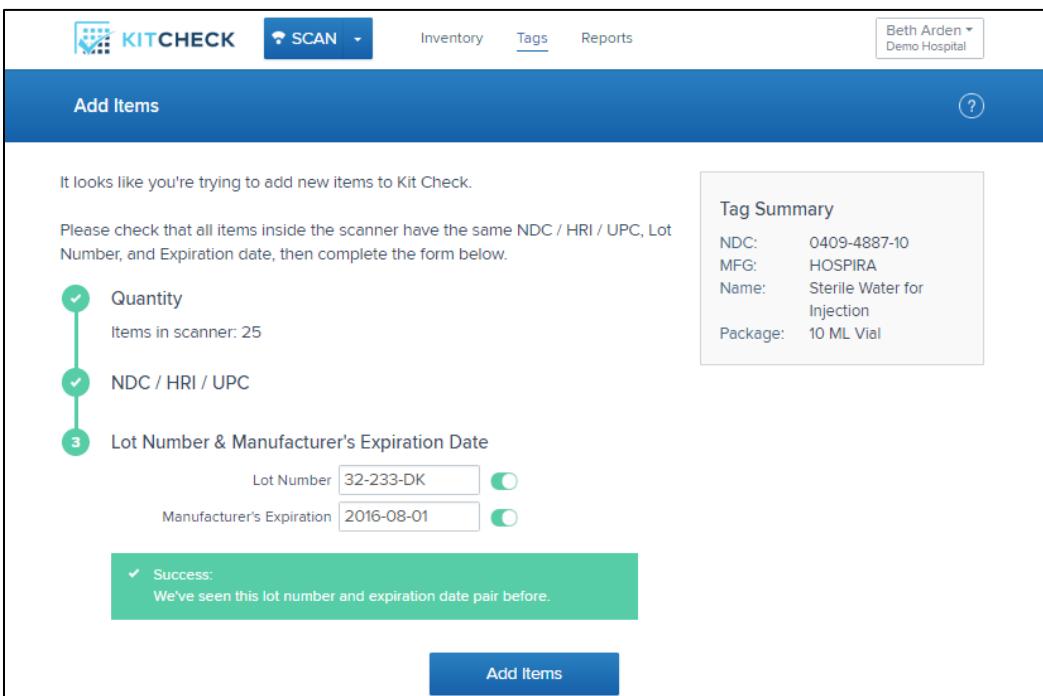 KITCHECK
SCAN
Inventory
Tags
Reports
Beth Arden
Demo Hospital
Add Items
?
It looks like you're trying to add new items to Kit Check.
Please check that all items inside the scanner have the same NDC / HRI / UPC, Lot
Number, and Expiration date, then complete the form below.
Quantity
Items in scanner: 25
NDC / HRI / UPC
3 Lot Number & Manufacturer's Expiration Date
Lot Number 32-233-DK
Manufacturer's Expiration 2016-08-01
Success:
We've seen this lot number and expiration date pair before.
Add Items
Tag Summary
NDC: 0409-4887-10
MFG: HOSPIRA
Name: Sterile Water for
Injection
Package: 10 ML Vial